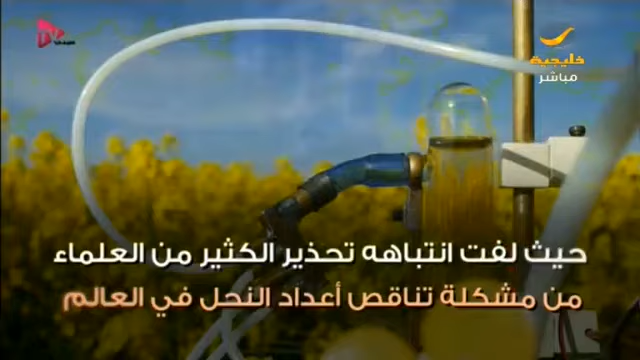 خليجية
مباشر
حيث لفت انتباهه تحذير الكثير من العلماء
من مشكلة تناقص أعداد النحل في العالم